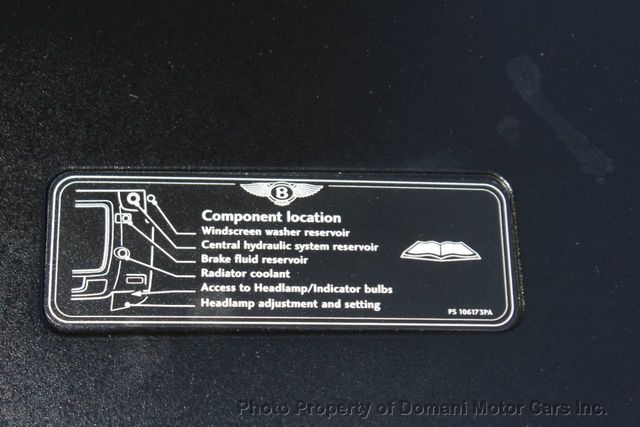 B
Component location
Windscreen washer reservoir
Central hydraulic system reservoir
Brake fluid reservoir
Radiator coolant
Access to Headlamp/Indicator bulbs
Headlamp adjustment and setting
PS 106173PA
Photo Property of Domani Motor Cars Inc.